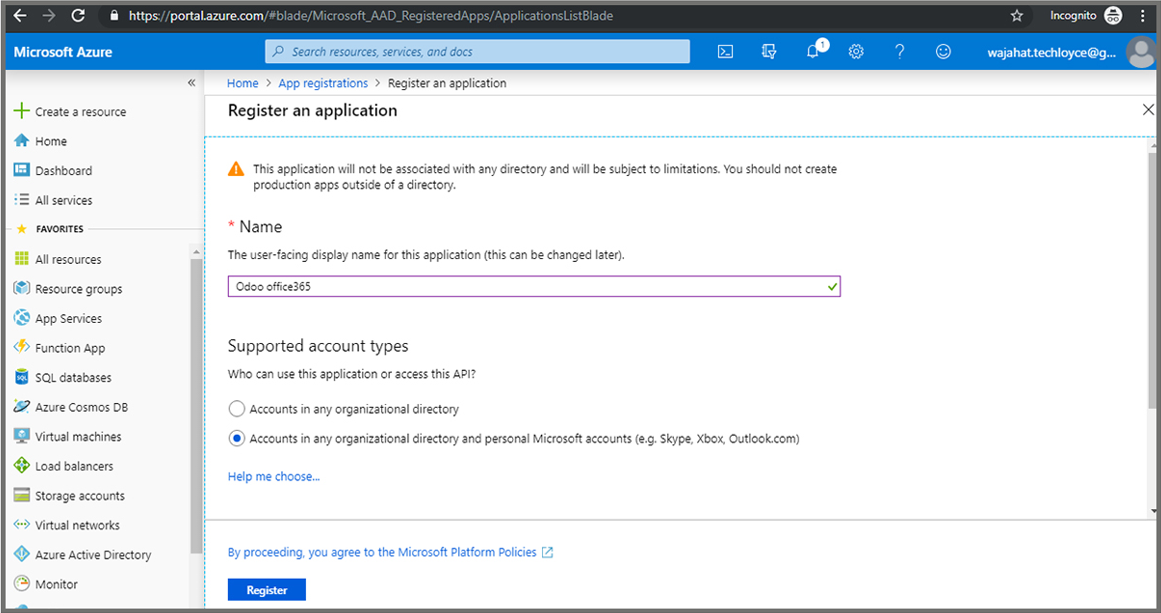 https://portal.azure.com/#blade/Microsoft_AAD_RegisteredApps/ApplicationsListBlade
Incognito
Microsoft Azure
Search resources, services, and docs
1
wajahat.techloyce@g...
Home > App registrations > Register an application
Register an application
Create a resource
Home
Dashboard
All services
FAVORITES
All resources
Resource groups
App Services
Function App
SQL databases
Azure Cosmos DB
Virtual machines
Load balancers
Storage accounts
Virtual networks
Azure Active Directory
Monitor
This application will not be associated with any directory and will be subject to limitations. You should not create
production apps outside of a directory.
* Name
The user-facing display name for this application (this can be changed later).
Odoo office365
Supported account types
Who can use this application or access this API?
Accounts in any organizational directory
Accounts in any organizational directory and personal Microsoft accounts (e.g. Skype, Xbox, Outlook.com)
Help me choose...
By proceeding, you agree to the Microsoft Platform Policies
Register